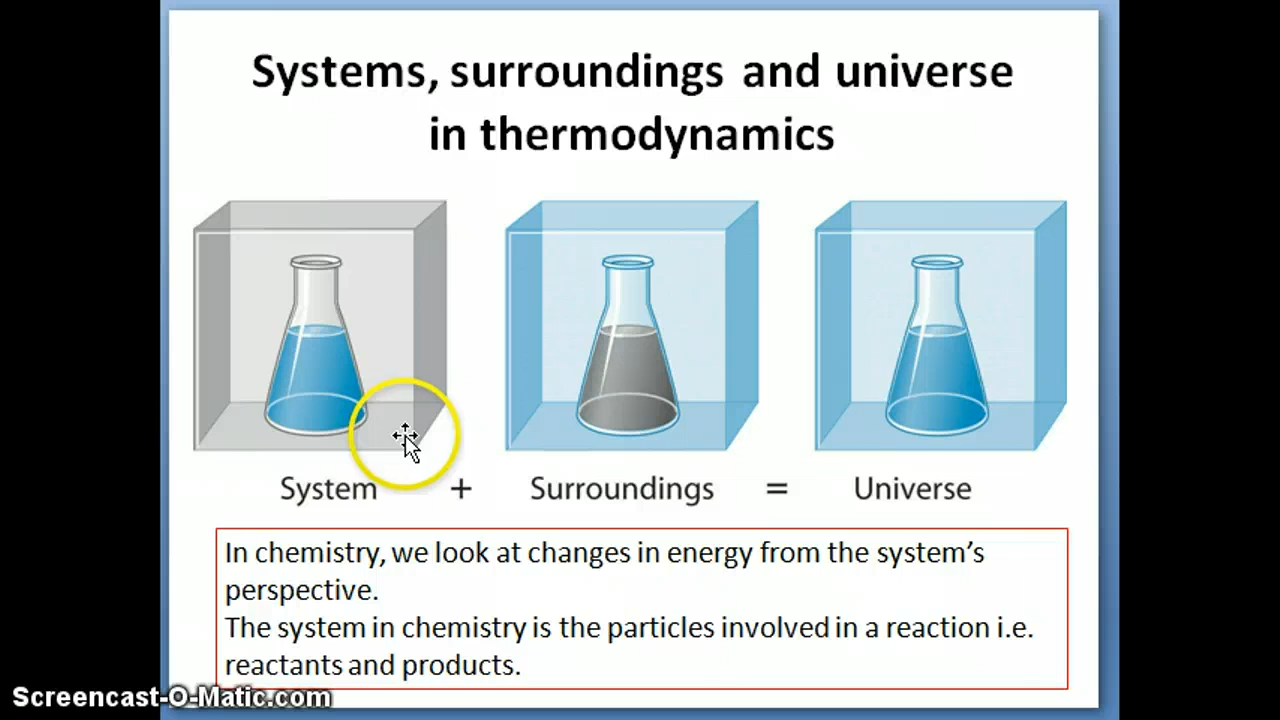 Systems, surroundings and universe
in thermodynamics
System + Surroundings = Universe
In chemistry, we look at changes in energy from the system's
perspective.
The system in chemistry is the particles involved in a reaction i.e.
reactants and products.
Screencast-O-Matic.com